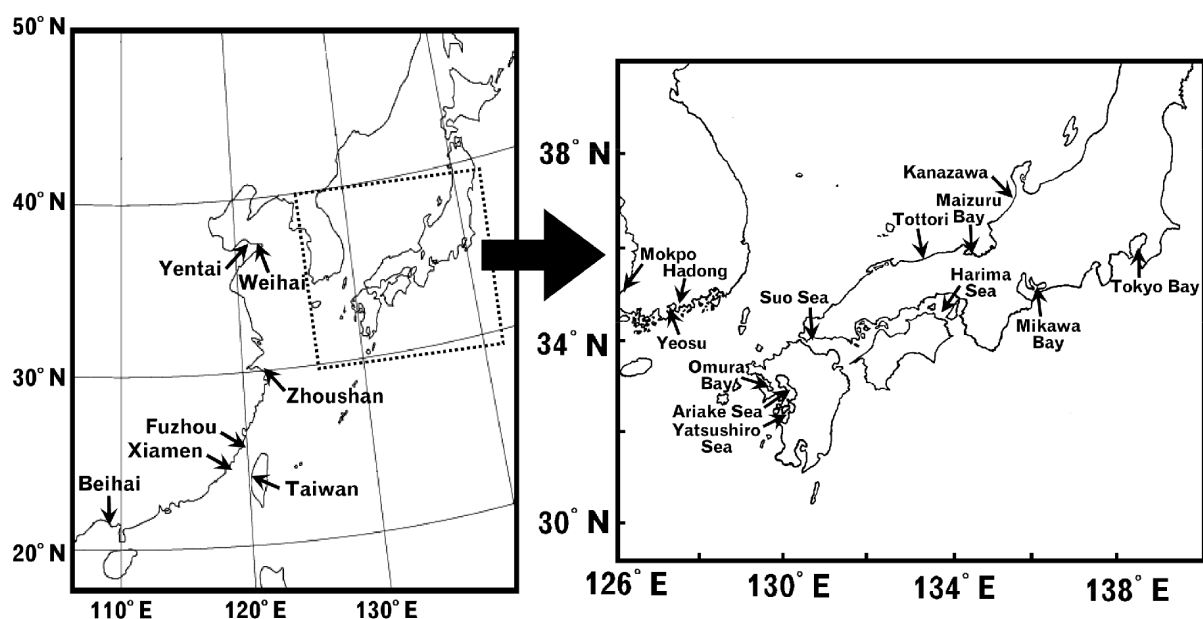 50° N
40° N
30° N
20° N
110° E
120° E
130° E
Yentai
Weihai
Zhoushan
Fuzhou
Xiamen
Beihai
Taiwan
38° N
34° N
30° N
126° E
130° E
134° E
138° E
Kanazawa
Maizuru
Bay
Tottori
Mokpo
Hadong
Yeosu
Suo Sea
Harima
Sea
Tokyo Bay
Mikawa
Bay
Omura
Bay
Ariake Sea
Yatsushiro
Sea